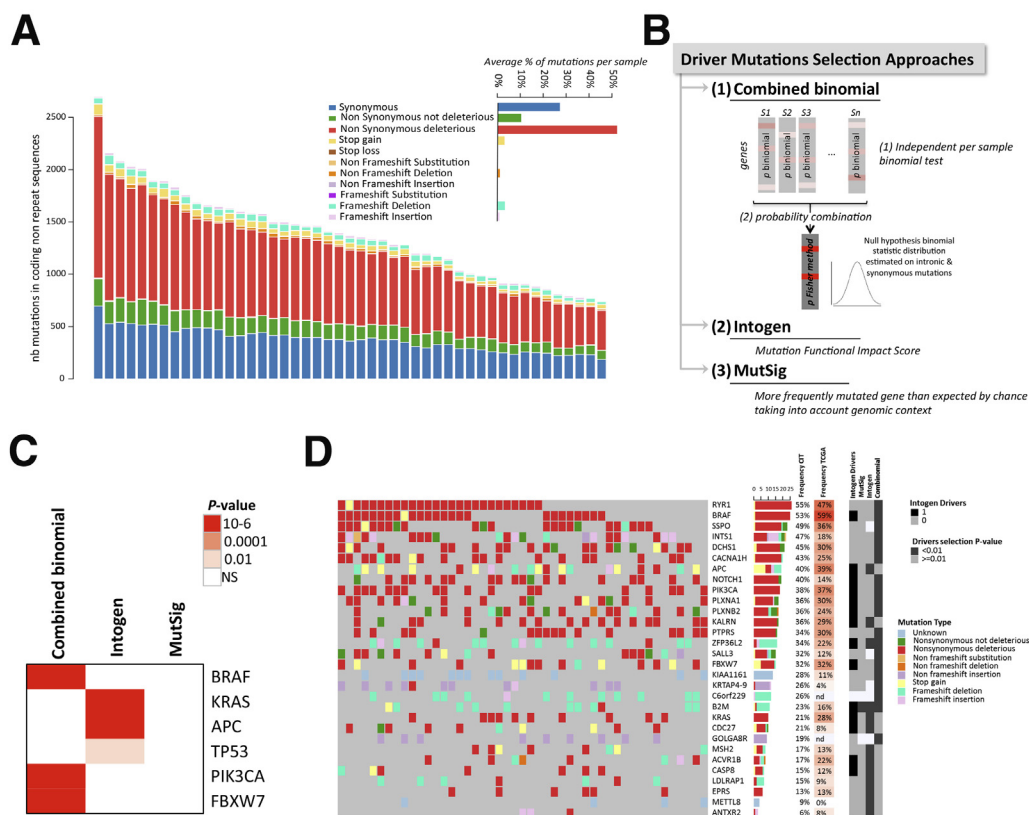 A
Average % of mutations per sample
0%
10%
20%
30%
40%
50%
nb mutations in coding non repeat sequences
2500
2000
1500
1000
500
0
Synonymous
Non Synonymous not deleterious
Non Synonymous deleterious
Stop gain
Stop loss
Non Frameshift Substitution
Non Frameshift Deletion
Non Frameshift Insertion
Frameshift Substitution
Frameshift Deletion
Frameshift Insertion
B
Driver Mutations Selection Approaches
(1) Combined binomial
S1 S2 S3 Sn
genes
p binomial
p binomial
p binomial
...
p binomial
(1) Independent per sample
binomial test
(2) probability combination
p Fisher method
Null hypothesis binomial
statistic distribution
estimated on intronic &
synonymous mutations
(2) Intogen
Mutation Functional Impact Score
(3) MutSig
More frequently mutated gene than expected by chance
taking into account genomic context
C
P-value
10-6
0.0001
0.01
NS
Combined binomial
Intogen
MutSig
BRAF
KRAS
APC
TP53
PIK3CA
FBXW7
D
0 5 10 15 20 25
Frequency CIT
Frequency TCGA
Intogen Drivers
MutSig
Intogen
Combinomial
RYR1 55% 47%
BRAF 53% 59%
SSPO 49% 36%
INTS1 47% 18%
DCHS1 45% 30%
CACNA1H 43% 25%
APC 40% 39%
NOTCH1 40% 14%
PIK3CA 38% 37%
PLXNA1 36% 30%
PLXNB2 36% 24%
KALRN 36% 29%
PTPRS 34% 30%
ZFP36L2 34% 22%
SALL3 32% 12%
FBXW7 32% 32%
KIAA1161 28% 11%
KRTAP4-9 26% 4%
C6orf229 26% nd
B2M 23% 16%
KRAS 21% 28%
CDC27 21% 8%
GOLGA8R 19% nd
MSH2 17% 13%
ACVR1B 17% 22%
CASP8 15% 12%
LDLRAP1 15% 9%
EPRS 13% 13%
METTL8 9% 0%
ANTXR2 6% 8%
Intogen Drivers
1
0
Drivers selection P-value
<0.01
>=0.01
Mutation Type
Unknown
Nonsynonymous not deleterious
Nonsynonymous deleterious
Non frameshift substitution
Non frameshift deletion
Non frameshift insertion
Stop gain
Frameshift deletion
Frameshift insertion